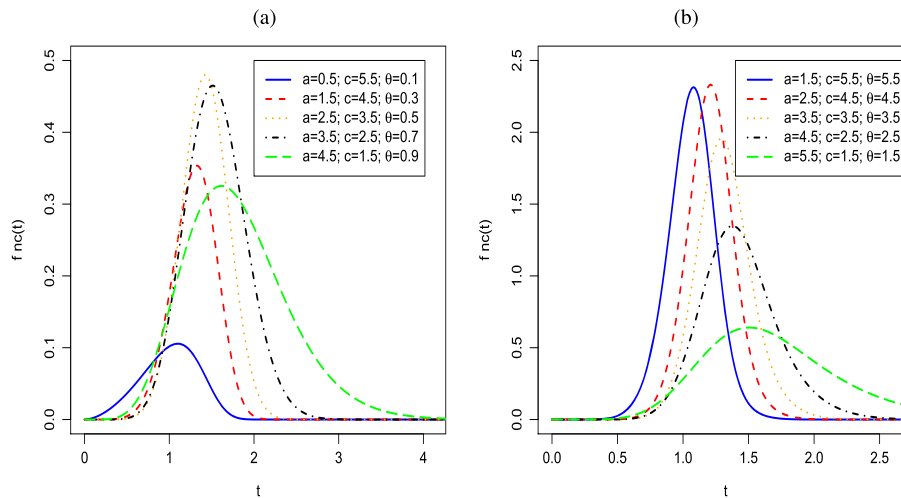 (a)
a=0.5; c=5.5; θ=0.1
a=1.5; c=4.5; θ=0.3
a=2.5; c=3.5; θ=0.5
a=3.5; c=2.5; θ=0.7
a=4.5; c=1.5; θ=0.9
f nc(t)
0.5
0.4
0.3
0.2
0.1
0.0
0 1 2 3 4
t
(b)
a=1.5; c=5.5; θ=5.5
a=2.5; c=4.5; θ=4.5
a=3.5; c=3.5; θ=3.5
a=4.5; c=2.5; θ=2.5
a=5.5; c=1.5; θ=1.5
f nc(t)
2.5
2.0
1.5
1.0
0.5
0.0
0.0 0.5 1.0 1.5 2.0 2.5
t